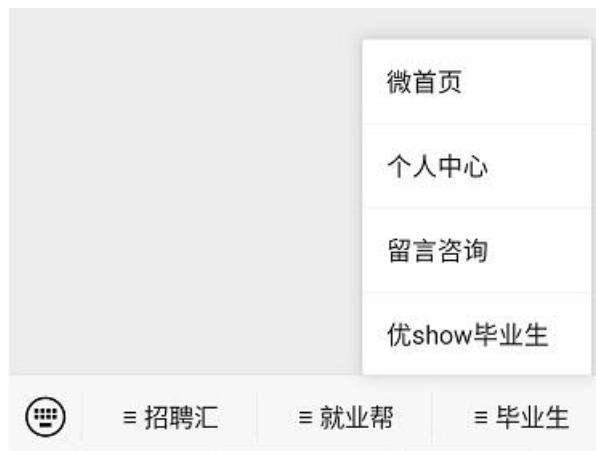 微首页
个人中心
留言咨询
优show毕业生
≡ 招聘汇 ≡ 就业帮 ≡ 毕业生